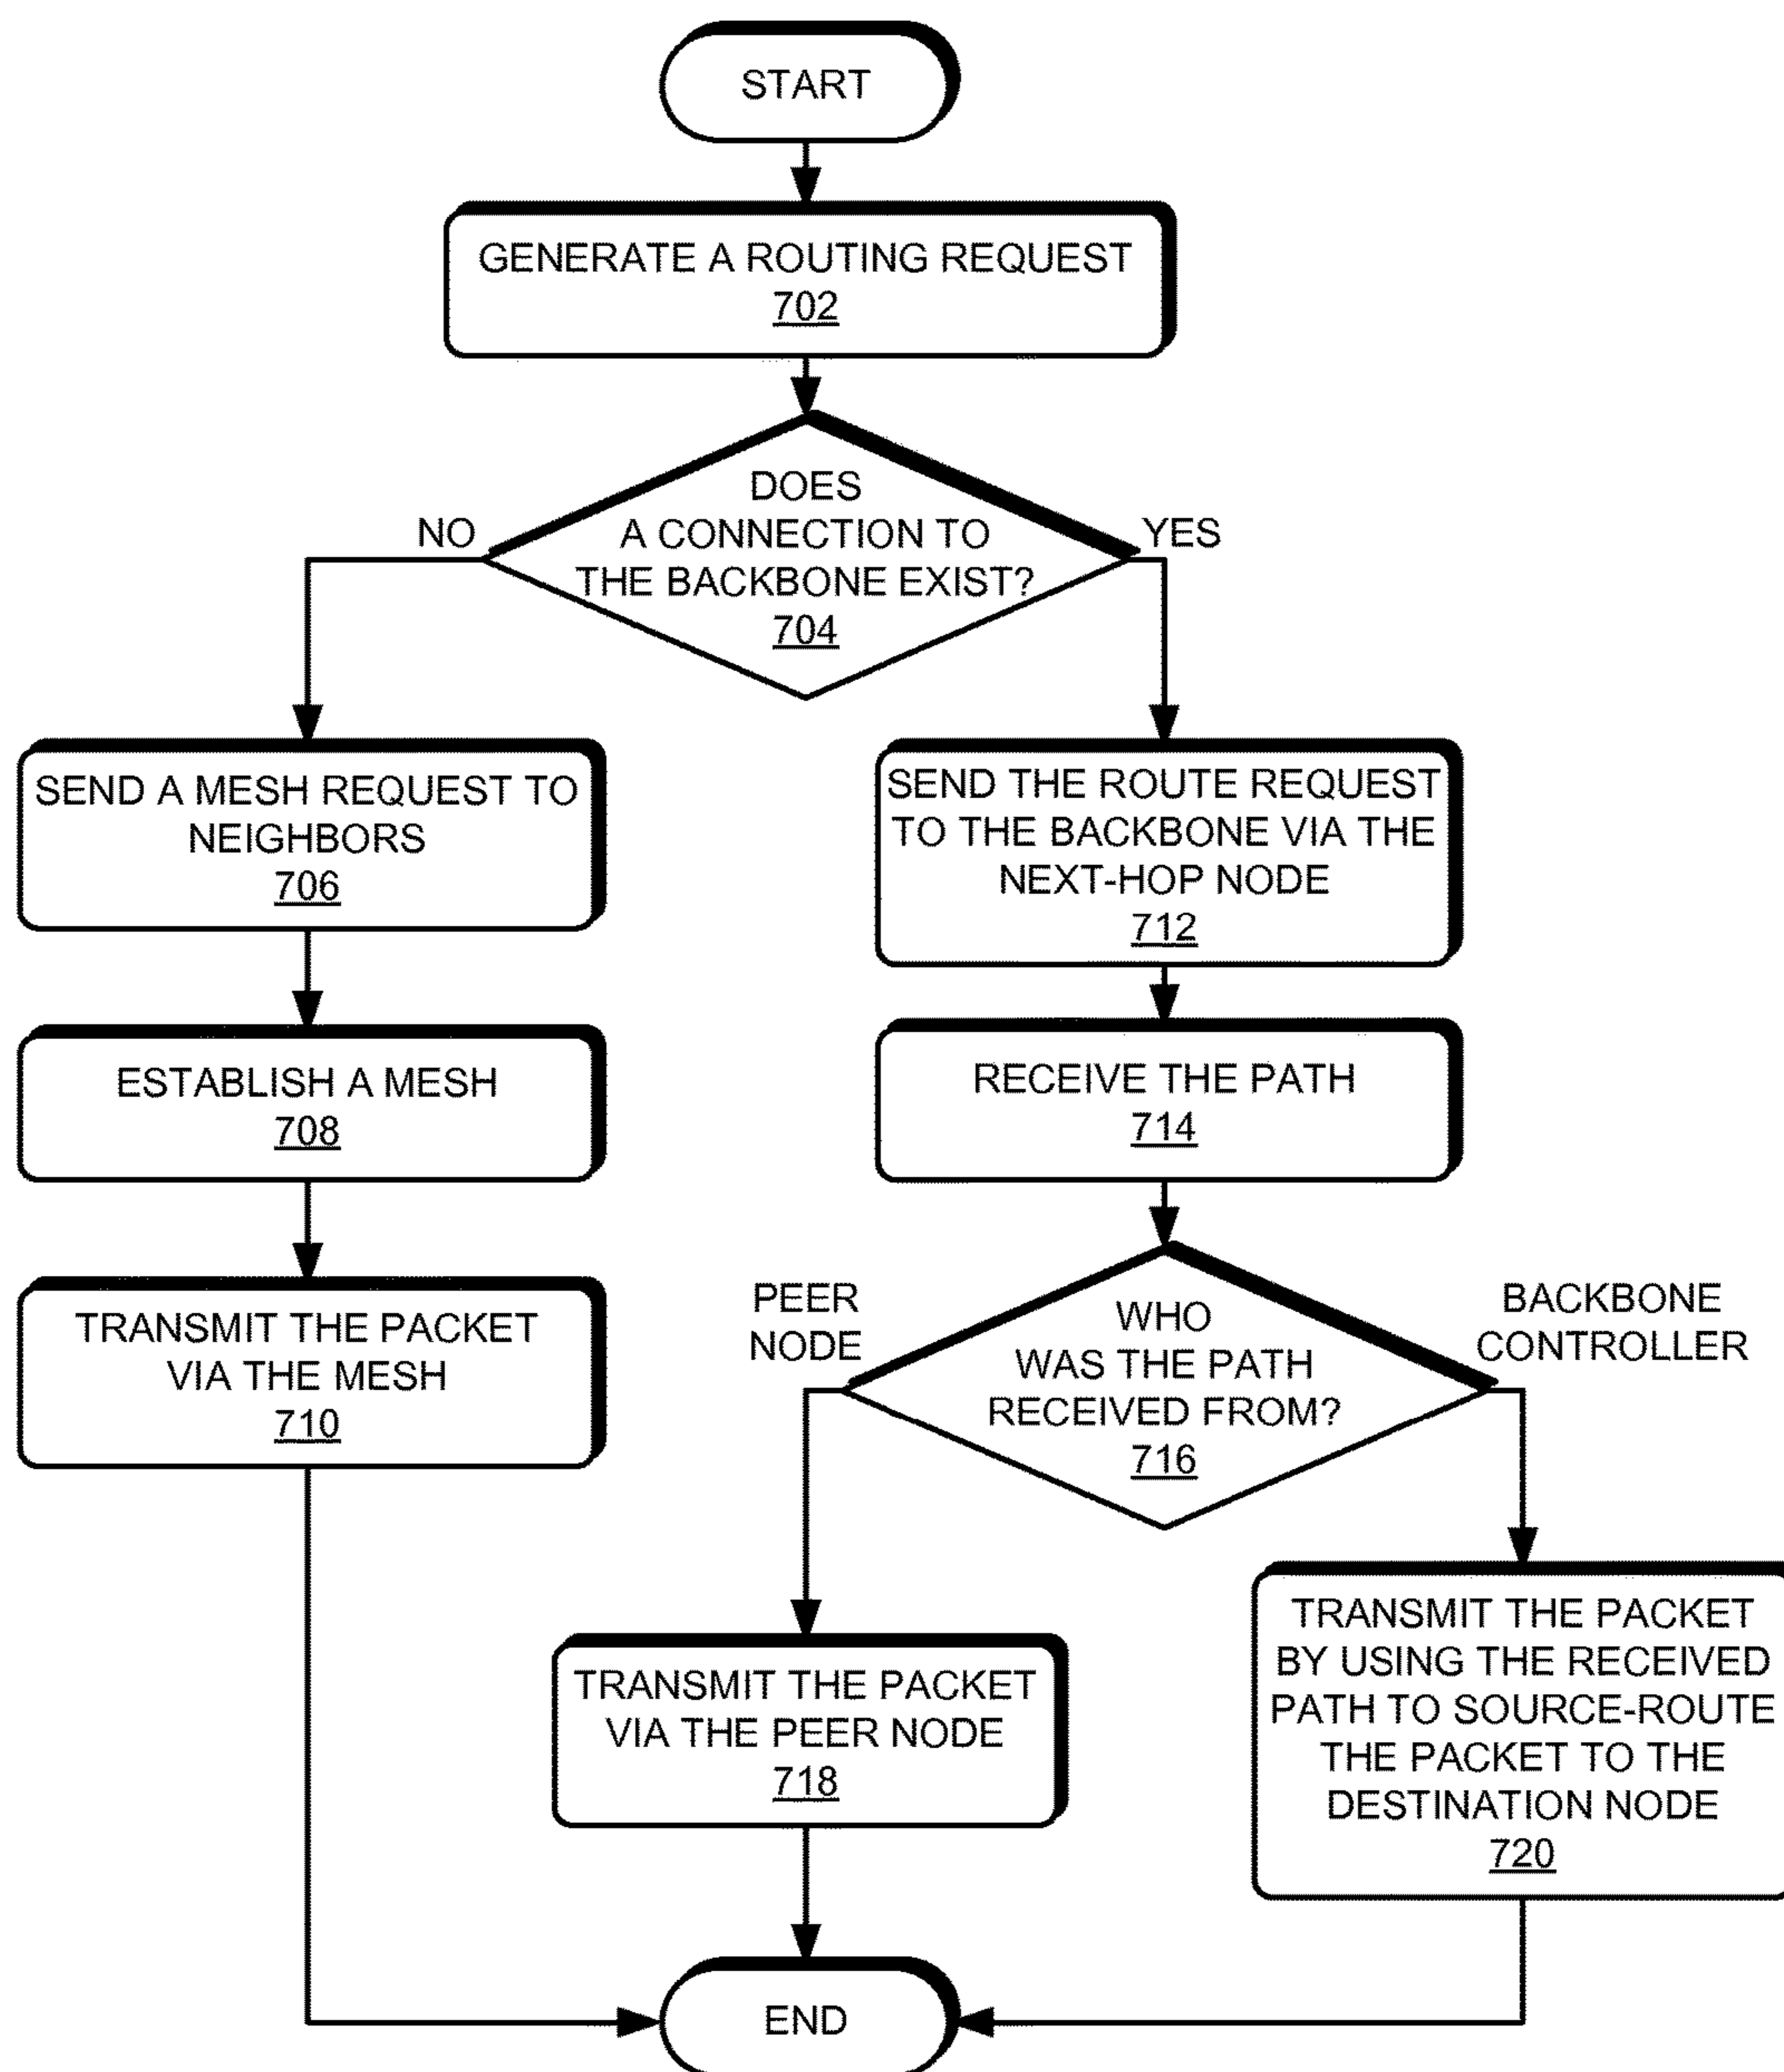 START
GENERATE A ROUTING REQUEST
702
DOES
A CONNECTION TO
THE BACKBONE EXIST?
704
NO
YES
SEND A MESH REQUEST TO
NEIGHBORS
706
SEND THE ROUTE REQUEST
TO THE BACKBONE VIA THE
NEXT-HOP NODE
712
ESTABLISH A MESH
708
RECEIVE THE PATH
714
TRANSMIT THE PACKET
VIA THE MESH
710
WHO
WAS THE PATH
RECEIVED FROM?
716
PEER
NODE
BACKBONE
CONTROLLER
TRANSMIT THE PACKET
VIA THE PEER NODE
718
TRANSMIT THE PACKET
BY USING THE RECEIVED
PATH TO SOURCE-ROUTE
THE PACKET TO THE
DESTINATION NODE
720
END